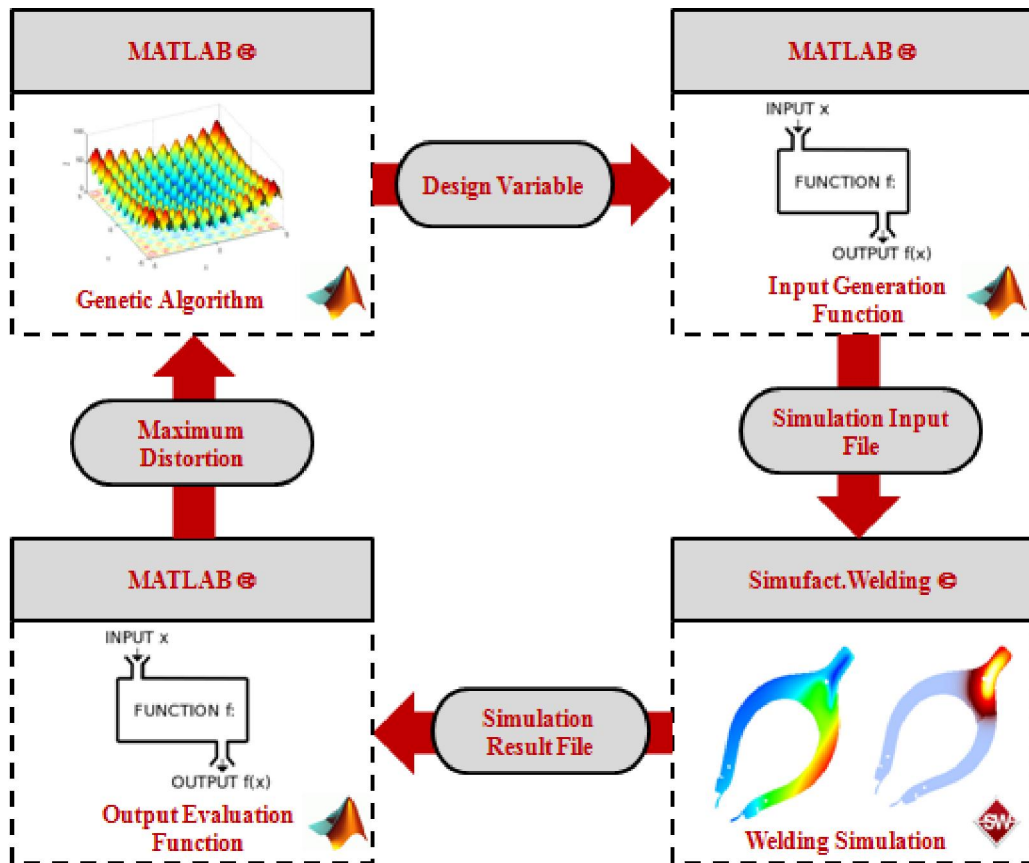 MATLAB ®
MATLAB ®
INPUT x
FUNCTION f:
OUTPUT f(x)
Genetic Algorithm
Design Variable
Input Generation
Function
Maximum
Distortion
Simulation Input
File
MATLAB ®
Simufact.Welding ©
INPUT x
FUNCTION f:
OUTPUT f(x)
Output Evaluation
Function
Simulation
Result File
Welding Simulation
SW